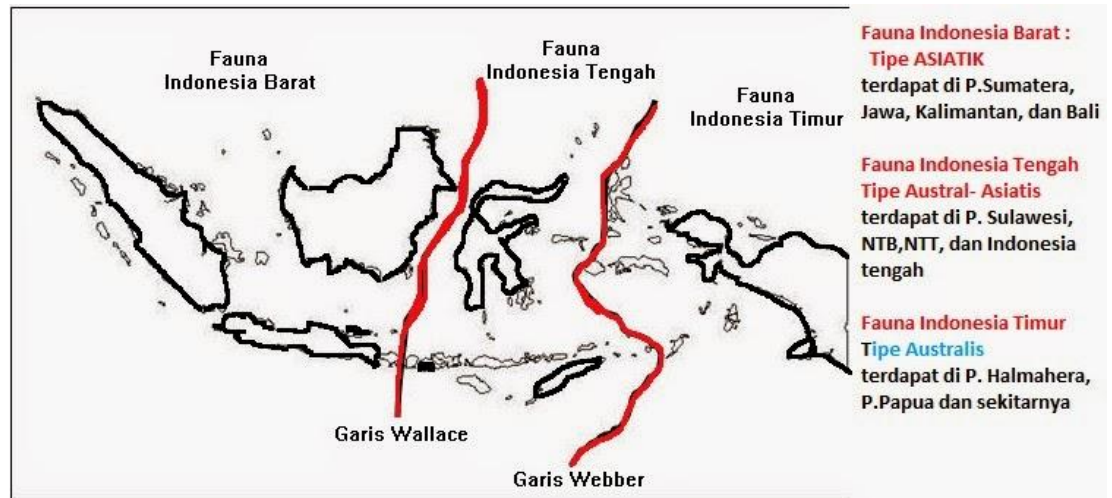 Fauna
Indonesia Barat
Fauna
Indonesia Tengah
Fauna
Indonesia Timur
Garis Wallace
Garis Webber
Fauna Indonesia Barat :
Tipe ASIATIK
terdapat di P.Sumatera,
Jawa, Kalimantan, dan Bali
Fauna Indonesia Tengah
Tipe Austral- Asiatis
terdapat di P. Sulawesi,
NTB,NTT, dan Indonesia
tengah
Fauna Indonesia Timur
Tipe Australis
terdapat di P. Halmahera,
P.Papua dan sekitarnya